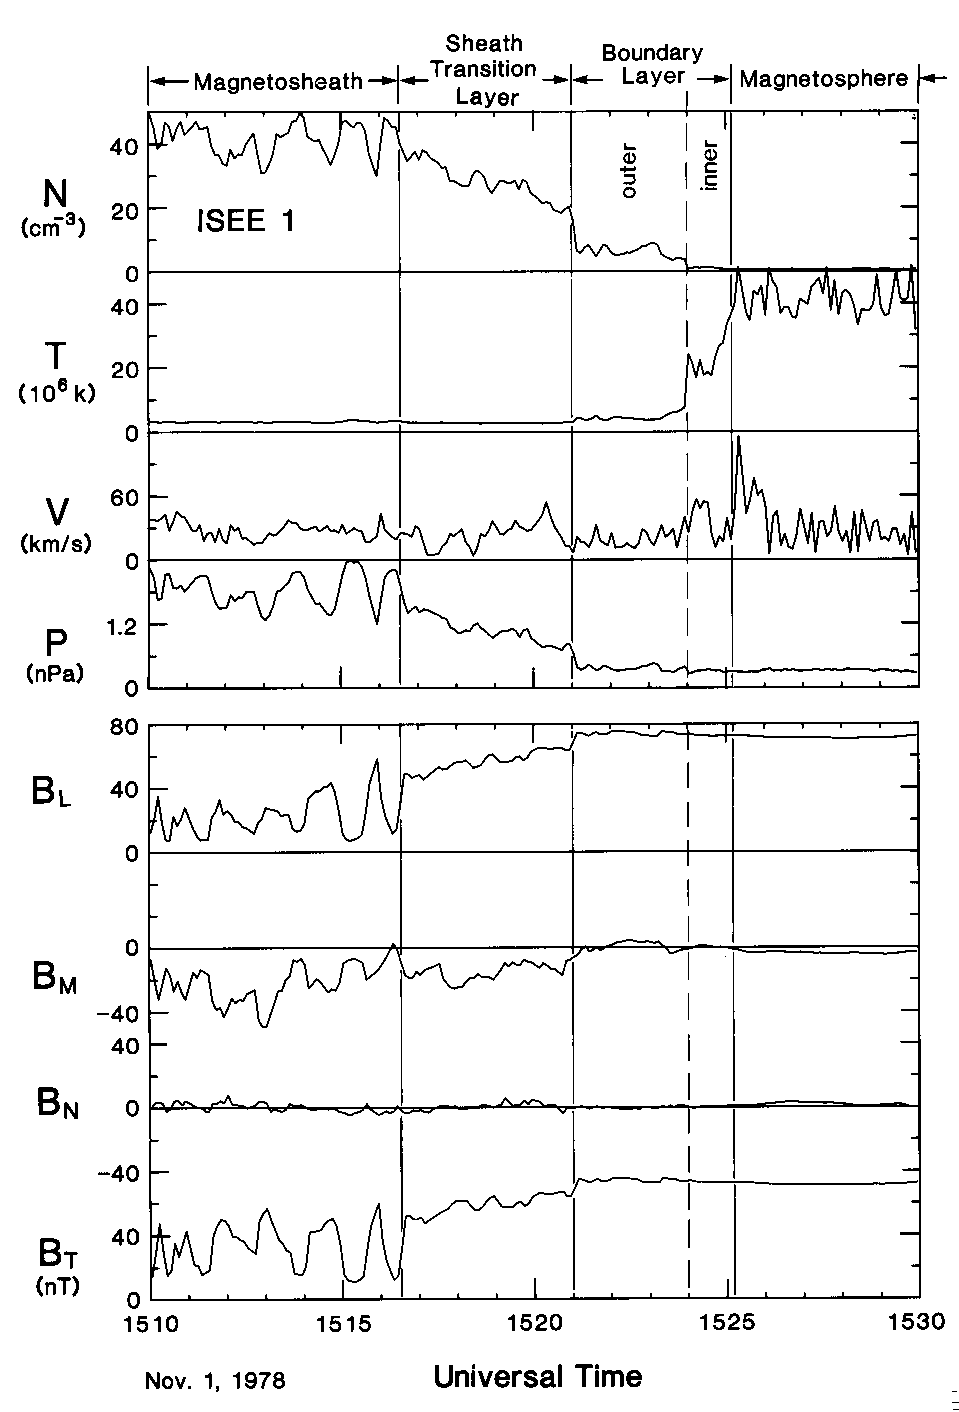 Sheath
Transition
Layer
Boundary
Layer
Magnetosheath
Magnetosphere
outer
inner
N
(cm⁻³)
40
20
0
ISEE 1
T
(10⁶ k)
40
20
0
V
(km/s)
60
0
P
(nPa)
1.2
0
80
B_L
40
0
0
B_M
-40
40
B_N
0
-40
40
B_T
(nT)
0
1510 1515 1520 1525 1530
Nov. 1, 1978 Universal Time